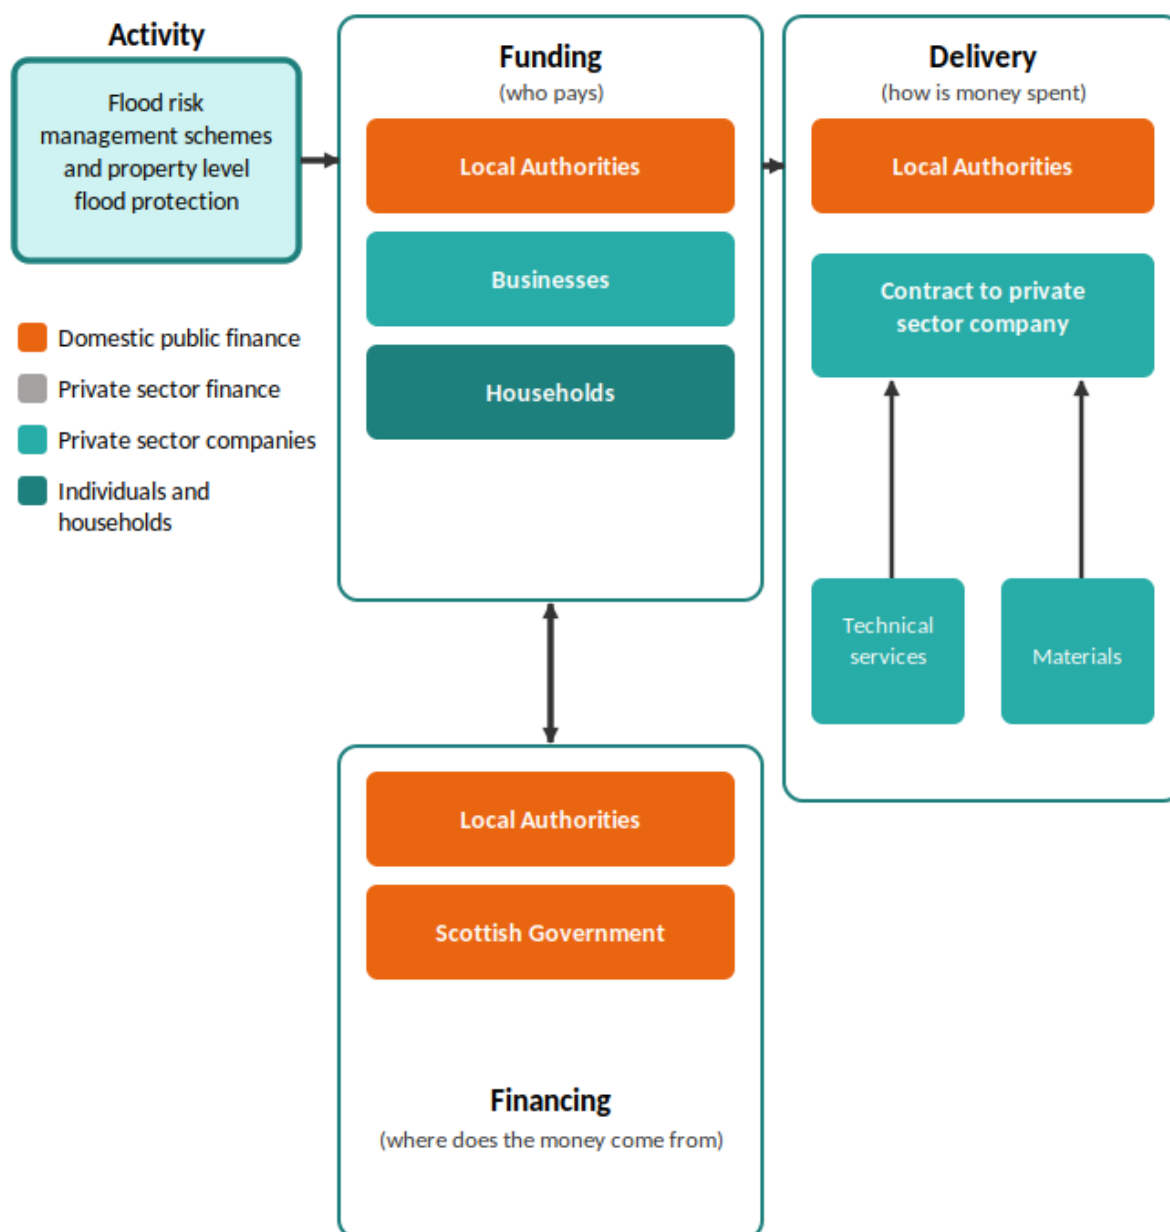 Activity
Flood risk
management schemes
and property level
flood protection
Domestic public finance
Private sector finance
Private sector companies
Individuals and
households
Funding
(who pays)
Local Authorities
Businesses
Households
Delivery
(how is money spent)
Local Authorities
Contract to private
sector company
Technical
services
Materials
Local Authorities
Scottish Government
Financing
(where does the money come from)